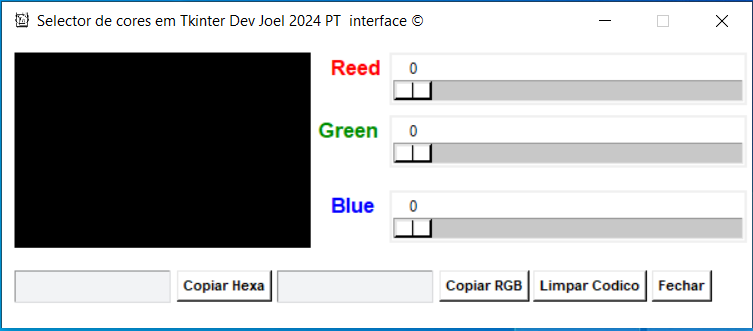 Selector de cores em Tkinter Dev Joel 2024 PT  interface ©
Reed
0
Green
0
Blue
0
Copiar Hexa
Copiar RGB
Limpar Codico
Fechar